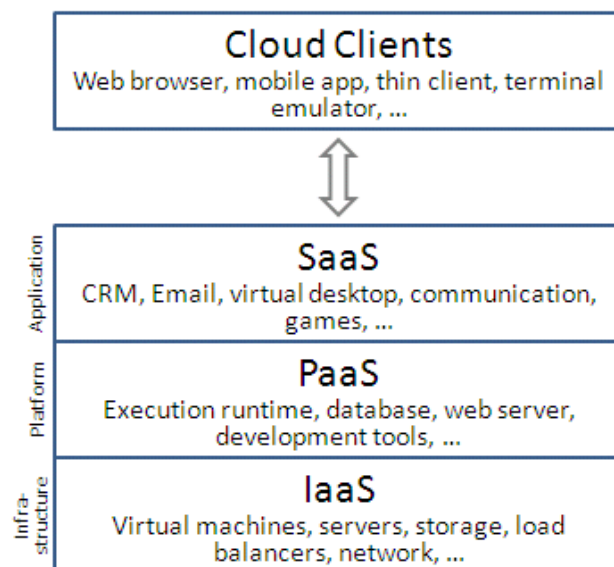 Cloud Clients
Web browser, mobile app, thin client, terminal
emulator, ...
Application
SaaS
CRM, Email, virtual desktop, communication,
games, ...
Platform
PaaS
Execution runtime, database, web server,
development tools, ...
Infra-
structure
IaaS
Virtual machines, servers, storage, load
balancers, network, ...